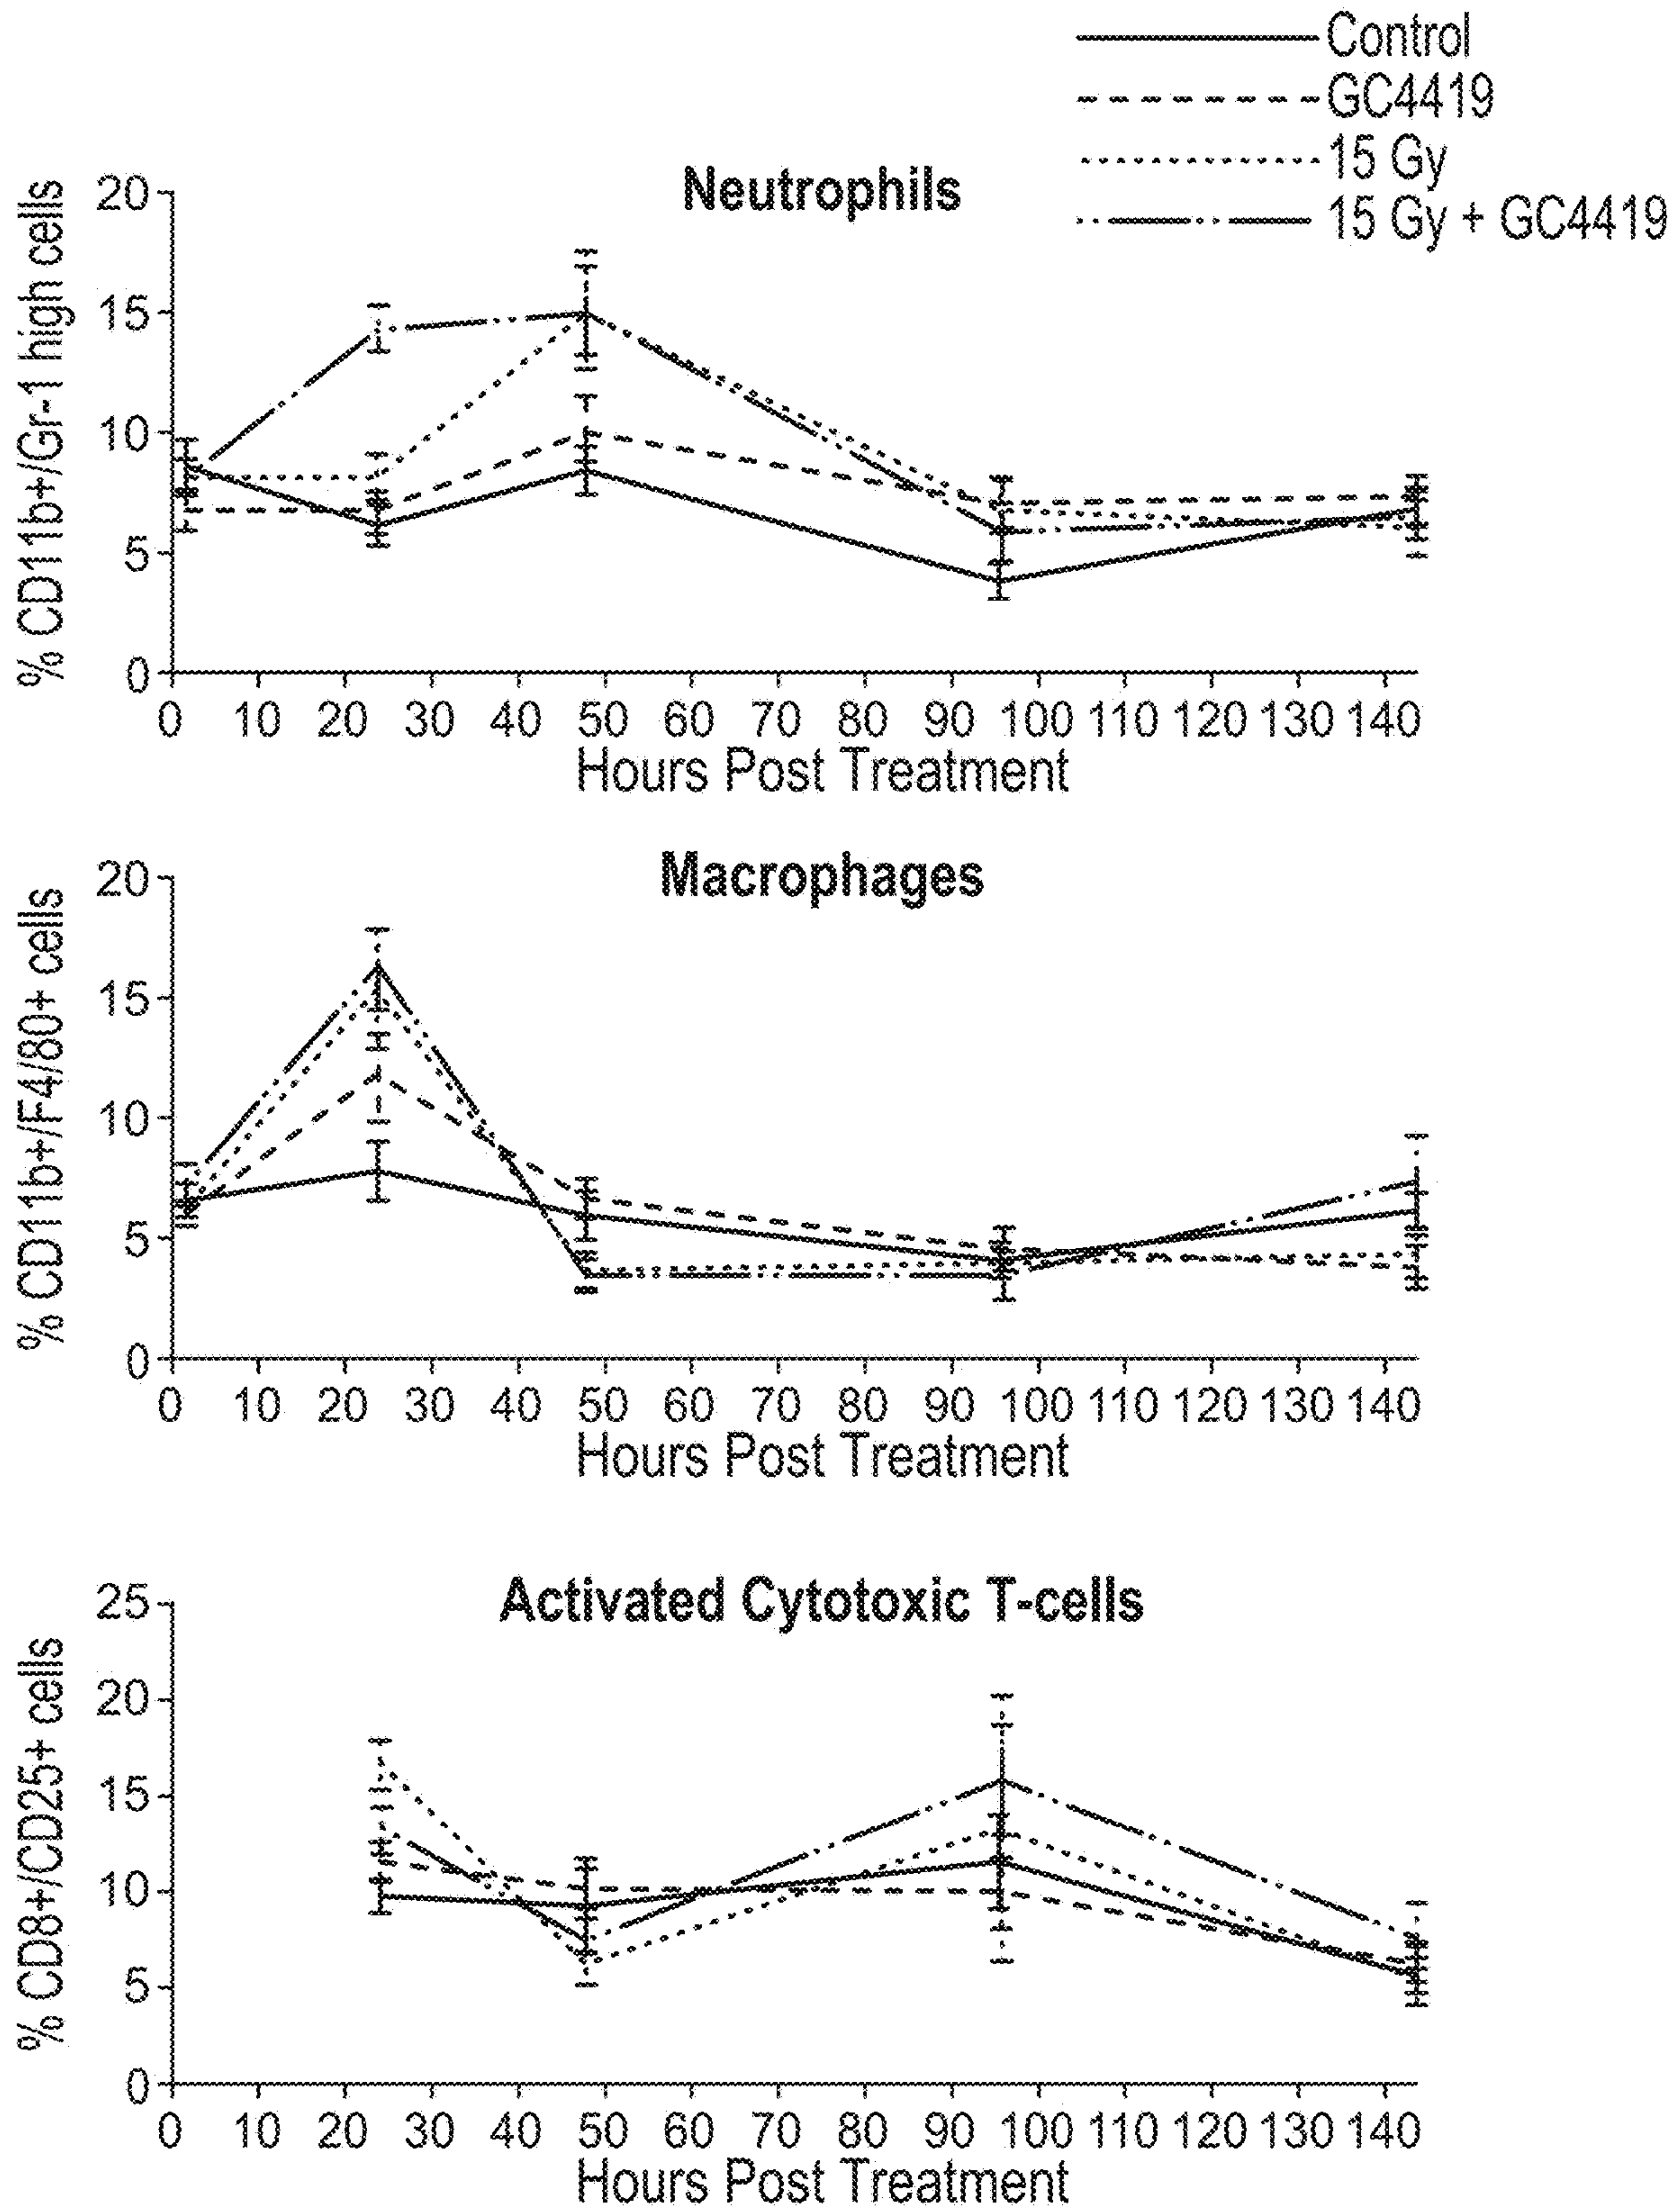 Control
GC4419
15 Gy
15 Gy + GC4419
Neutrophils
% CD11b+/Gr-1 high cells
20
15
10
5
0
0 10 20 30 40 50 60 70 80 90 100 110 120 130 140
Hours Post Treatment
Macrophages
% CD11b+/F4/80+ cells
20
15
10
5
0
0 10 20 30 40 50 60 70 80 90 100 110 120 130 140
Hours Post Treatment
Activated Cytotoxic T-cells
% CD8+/CD25+ cells
25
20
15
10
5
0
0 10 20 30 40 50 60 70 80 90 100 110 120 130 140
Hours Post Treatment